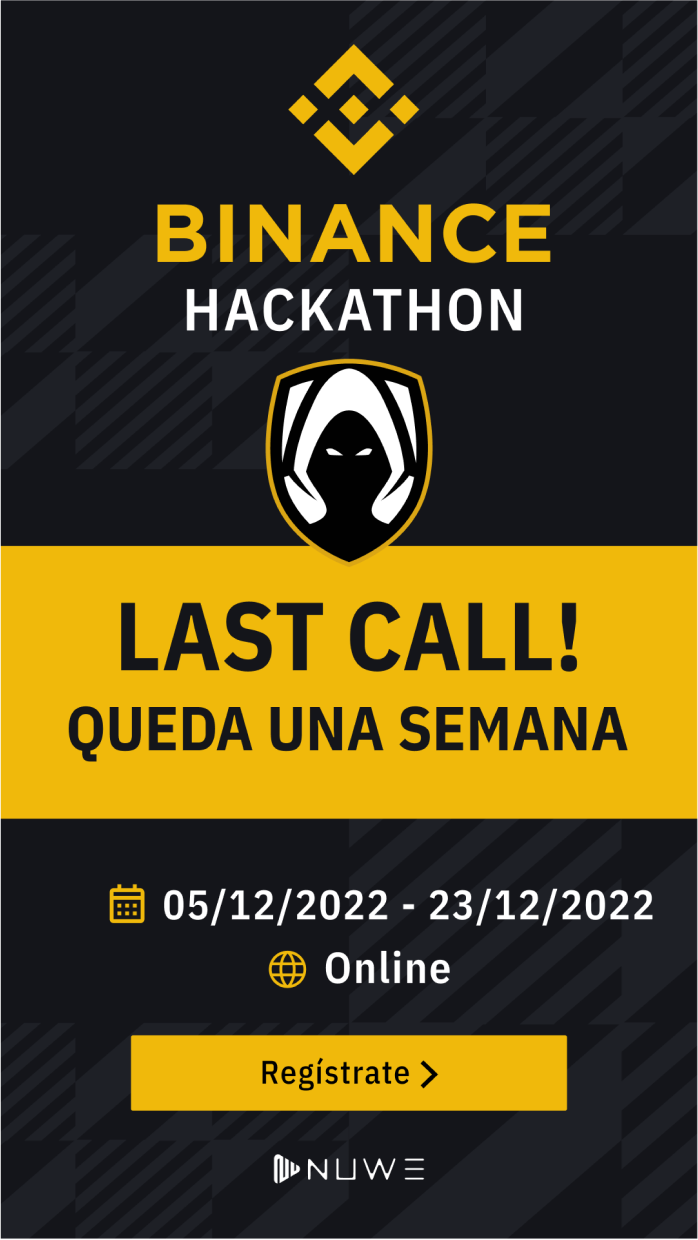 BINANCE
HACKATHON
LAST CALL!
QUEDA UNA SEMANA
05/12/2022 - 23/12/2022
Online
Regístrate
NUWE